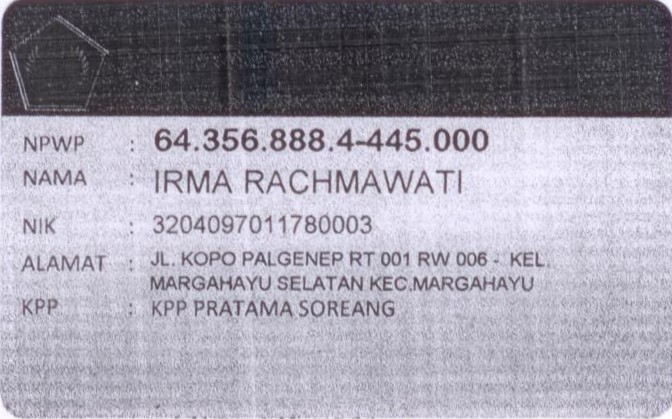 NPWP : 64.356.888.4-445.000
NAMA : IRMA RACHMAWATI
NIK : 3204097011780003
ALAMAT : JL. KOPO PALGENEP RT 001 RW 006 - KEL.
MARGAHAYU SELATAN KEC.MARGAHAYU
KPP : KPP PRATAMA SOREANG